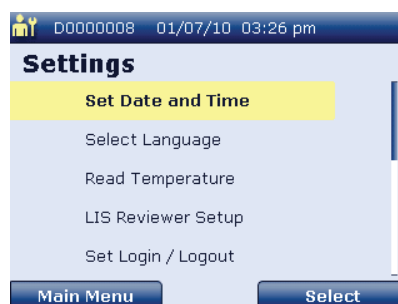 D0000008 01/07/10 03:26 pm
Settings
Set Date and Time
Select Language
Read Temperature
LIS Reviewer Setup
Set Login / Logout
Main Menu Select